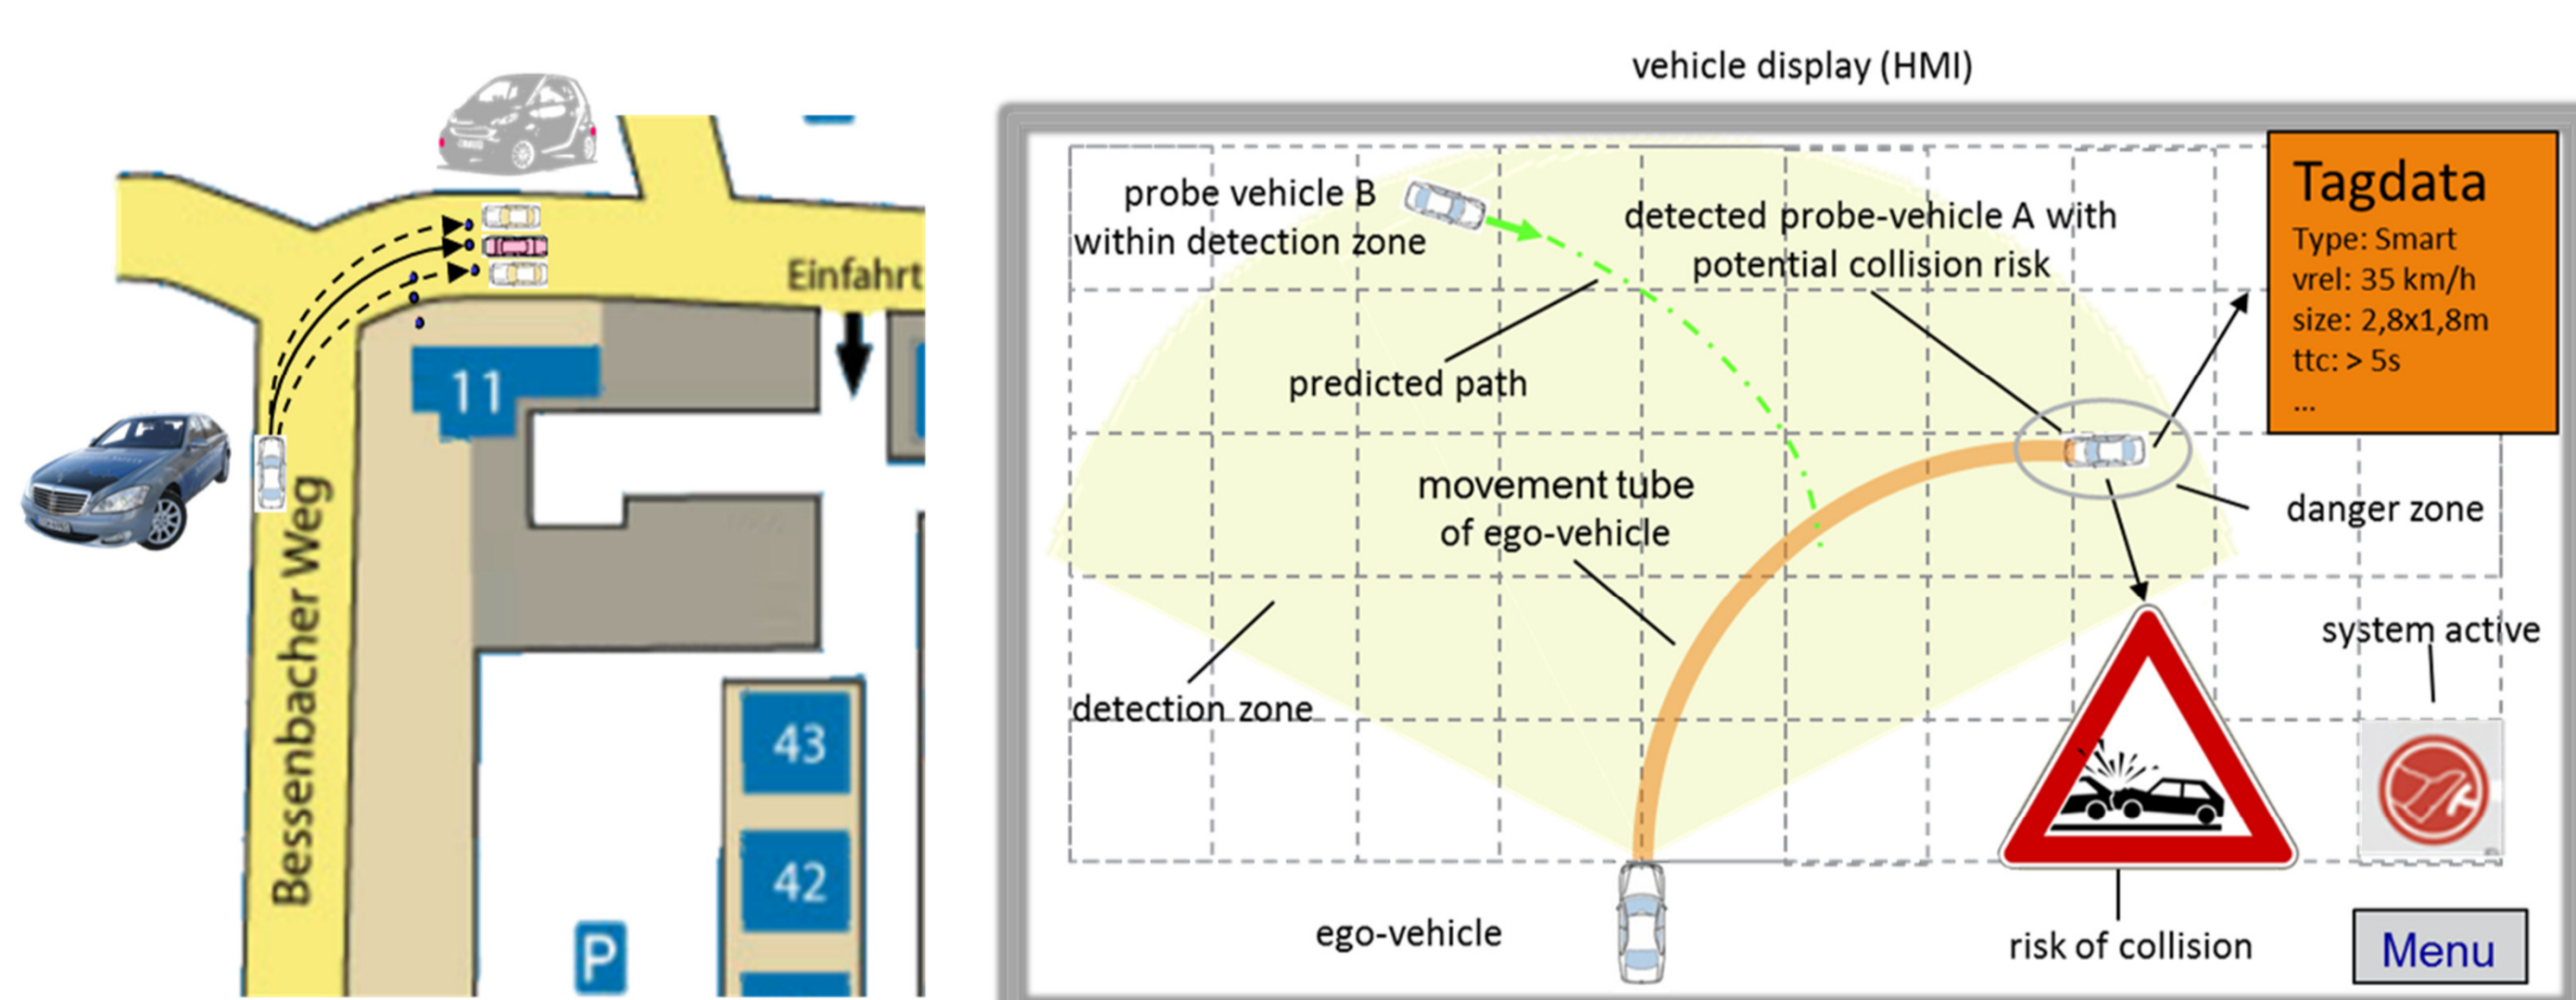 Einfahrt
11
Bessenbacher Weg
43
42
P
vehicle display (HMI)
probe vehicle B
within detection zone
detected probe-vehicle A with
potential collision risk
Tagdata
Type: Smart
vrel: 35 km/h
size: 2,8x1,8m
ttc: > 5s
...
predicted path
movement tube
of ego-vehicle
danger zone
detection zone
system active
ego-vehicle
risk of collision
Menu